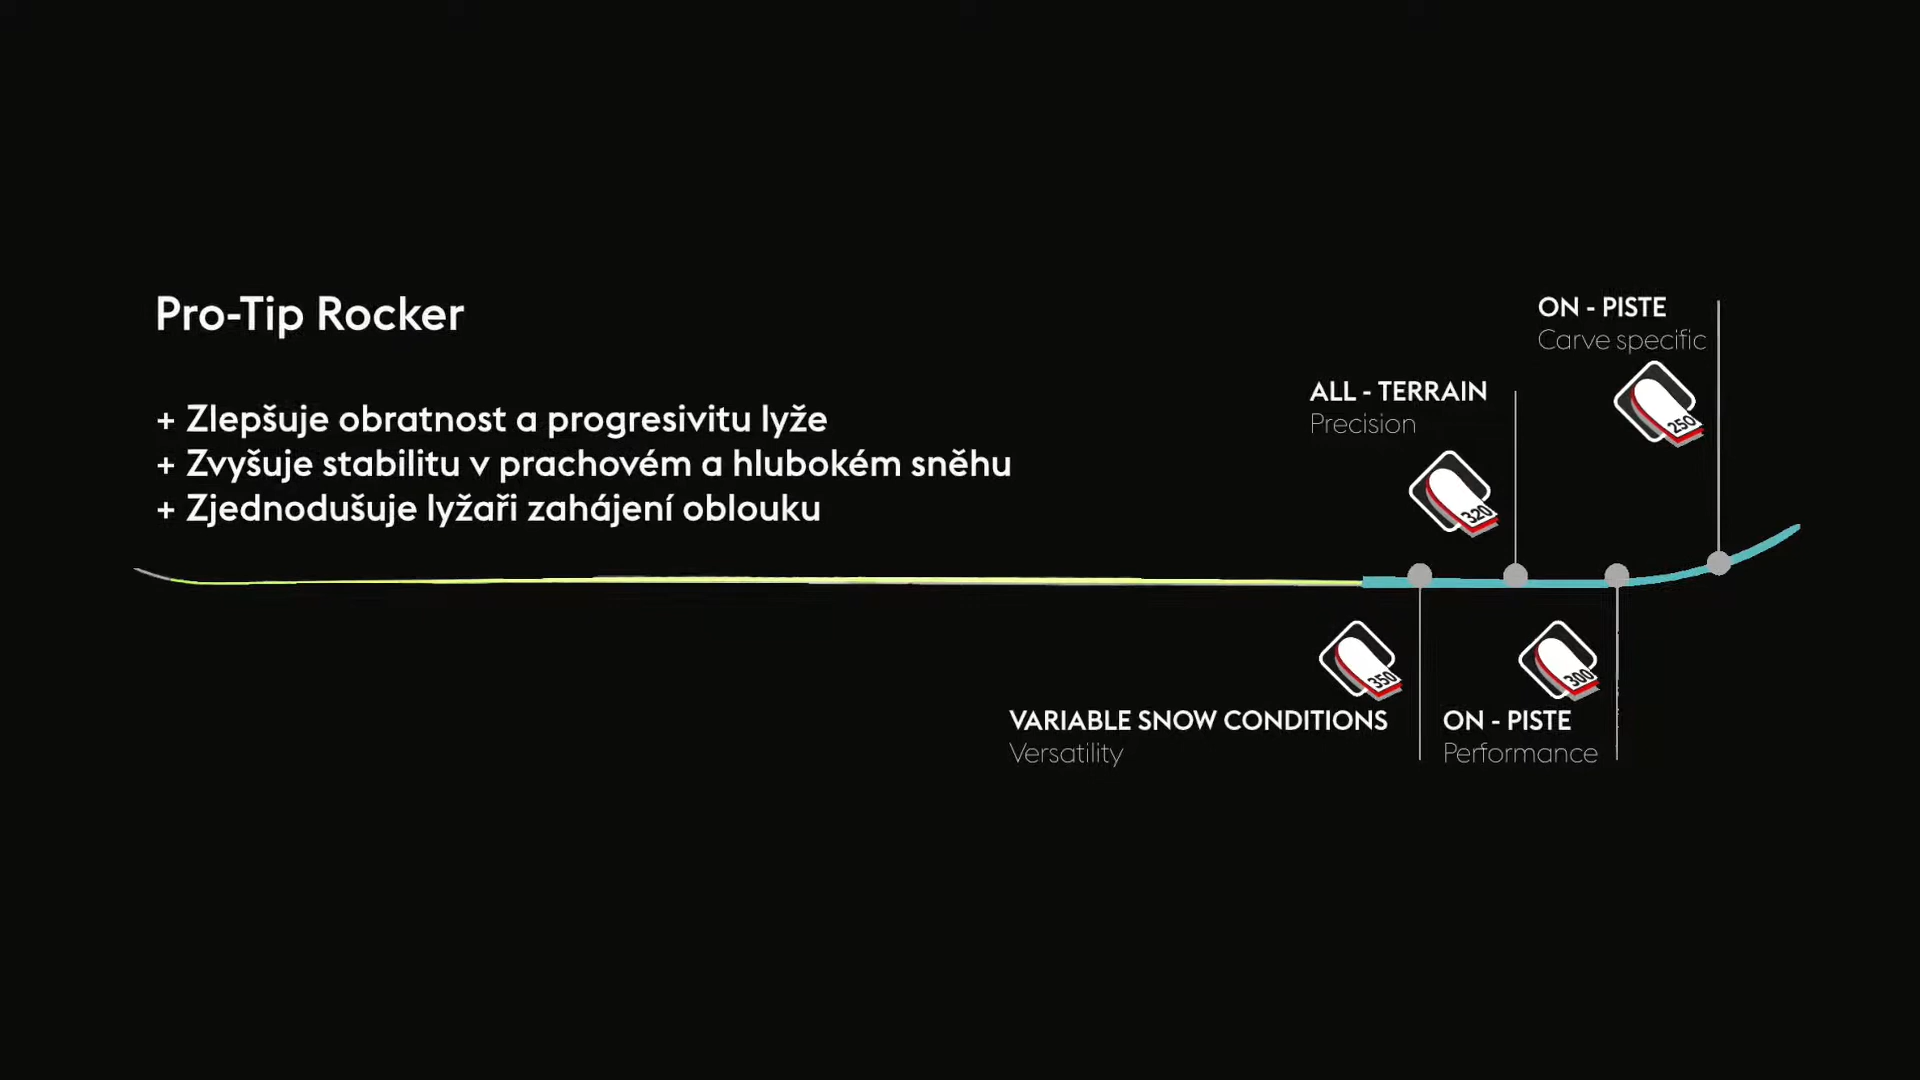 Pro-Tip Rocker
+ Zlepšuje obratnost a progresivitu lyže
+ Zvyšuje stabilitu v prachovém a hlubokém sněhu
+ Zjednodušuje lyžaři zahájení oblouku
ON - PISTE
Carve specific
250
ALL - TERRAIN
Precision
320
350
VARIABLE SNOW CONDITIONS
Versatility
300
ON - PISTE
Performance